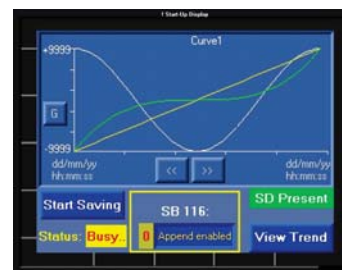 1 Start-Up Display
Curve1
+9999
G
-9999
dd/mm/yy
hh:mm:ss
<< >>
dd/mm/yy
hh:mm:ss
Start Saving
SB 116:
SD Present
Status: Busy..
0 Append enabled
View Trend